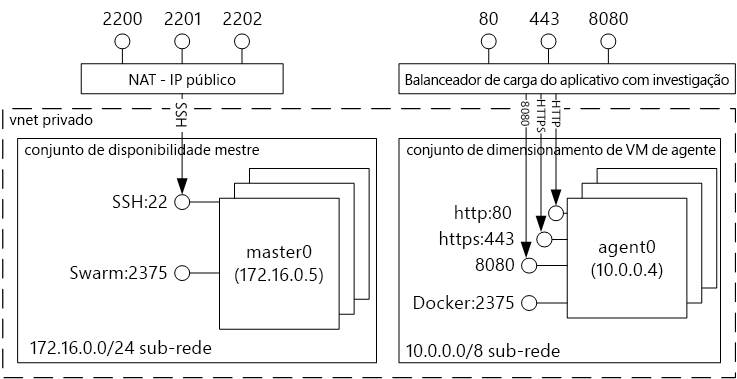 2200 2201 2202
80 443 8080
NAT - IP público
Balanceador de carga do aplicativo com investigação
SSH
8080
HTTPS
HTTP
vnet privado
conjunto de disponibilidade mestre
SSH:22
Swarm:2375
master0
(172.16.0.5)
172.16.0.0/24 sub-rede
conjunto de dimensionamento de VM de agente
http:80
https:443
8080
Docker:2375
agent0
(10.0.0.4)
10.0.0.0/8 sub-rede